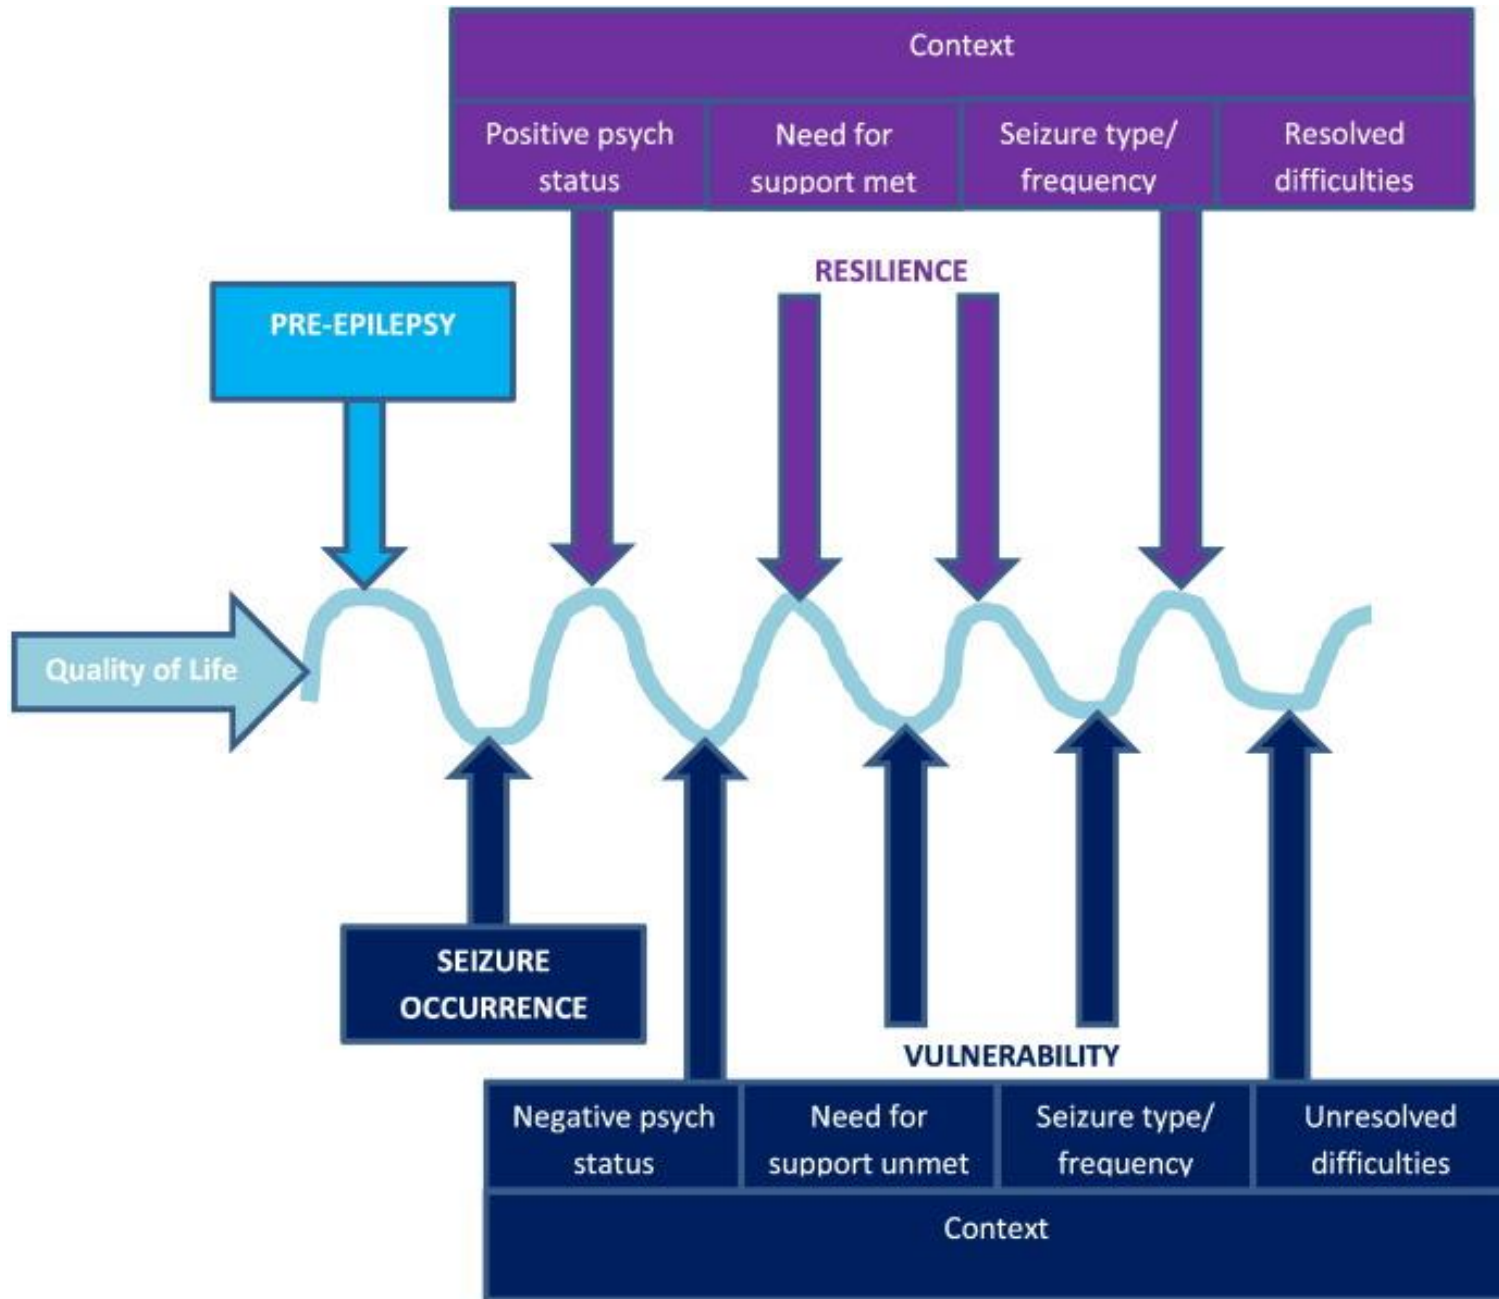 Context
Positive psych
status
Need for
support met
Seizure type/
frequency
Resolved
difficulties
RESILIENCE
PRE-EPILEPSY
Quality of Life
SEIZURE
OCCURRENCE
VULNERABILITY
Negative psych
status
Need for
support unmet
Seizure type/
frequency
Unresolved
difficulties
Context